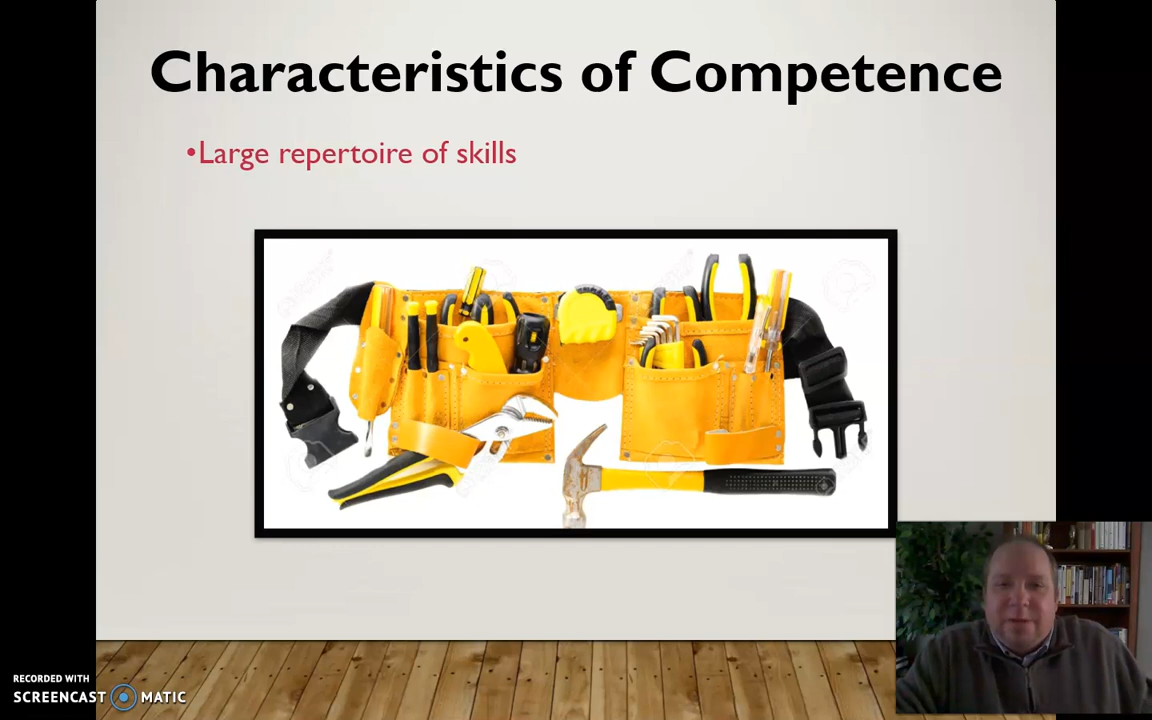 Characteristics of Competence
•Large repertoire of skills
RECORDED WITH
SCREENCAST MATIC